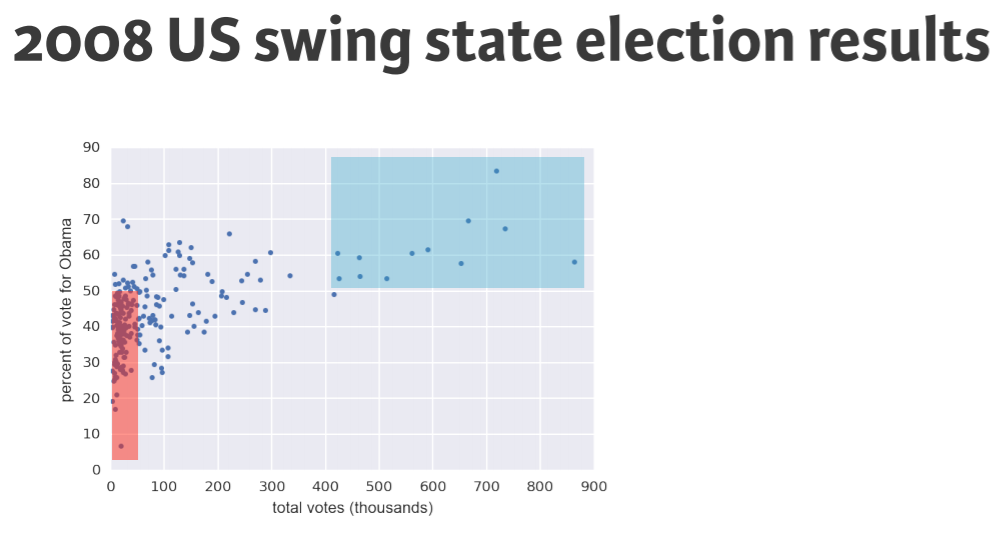 2008 US swing state election results
90
80
70
60
50
40
30
20
10
0
percent of vote for Obama
0 100 200 300 400 500 600 700 800 900
total votes (thousands)